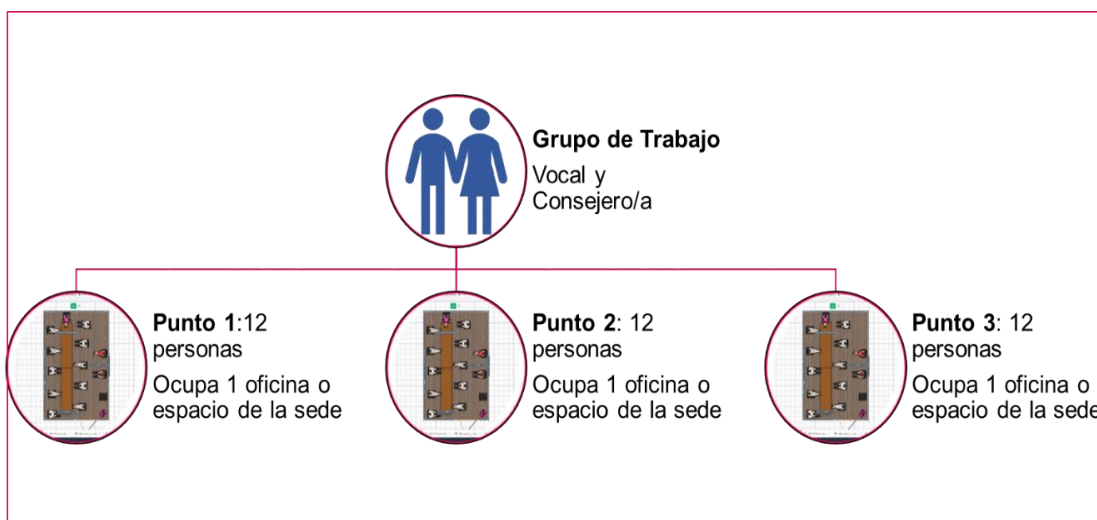 Grupo de Trabajo
Vocal y
Consejero/a
Punto 1:12
personas
Ocupa 1 oficina o
espacio de la sede
Punto 2: 12
personas
Ocupa 1 oficina o
espacio de la sede
Punto 3: 12
personas
Ocupa 1 oficina o
espacio de la sede